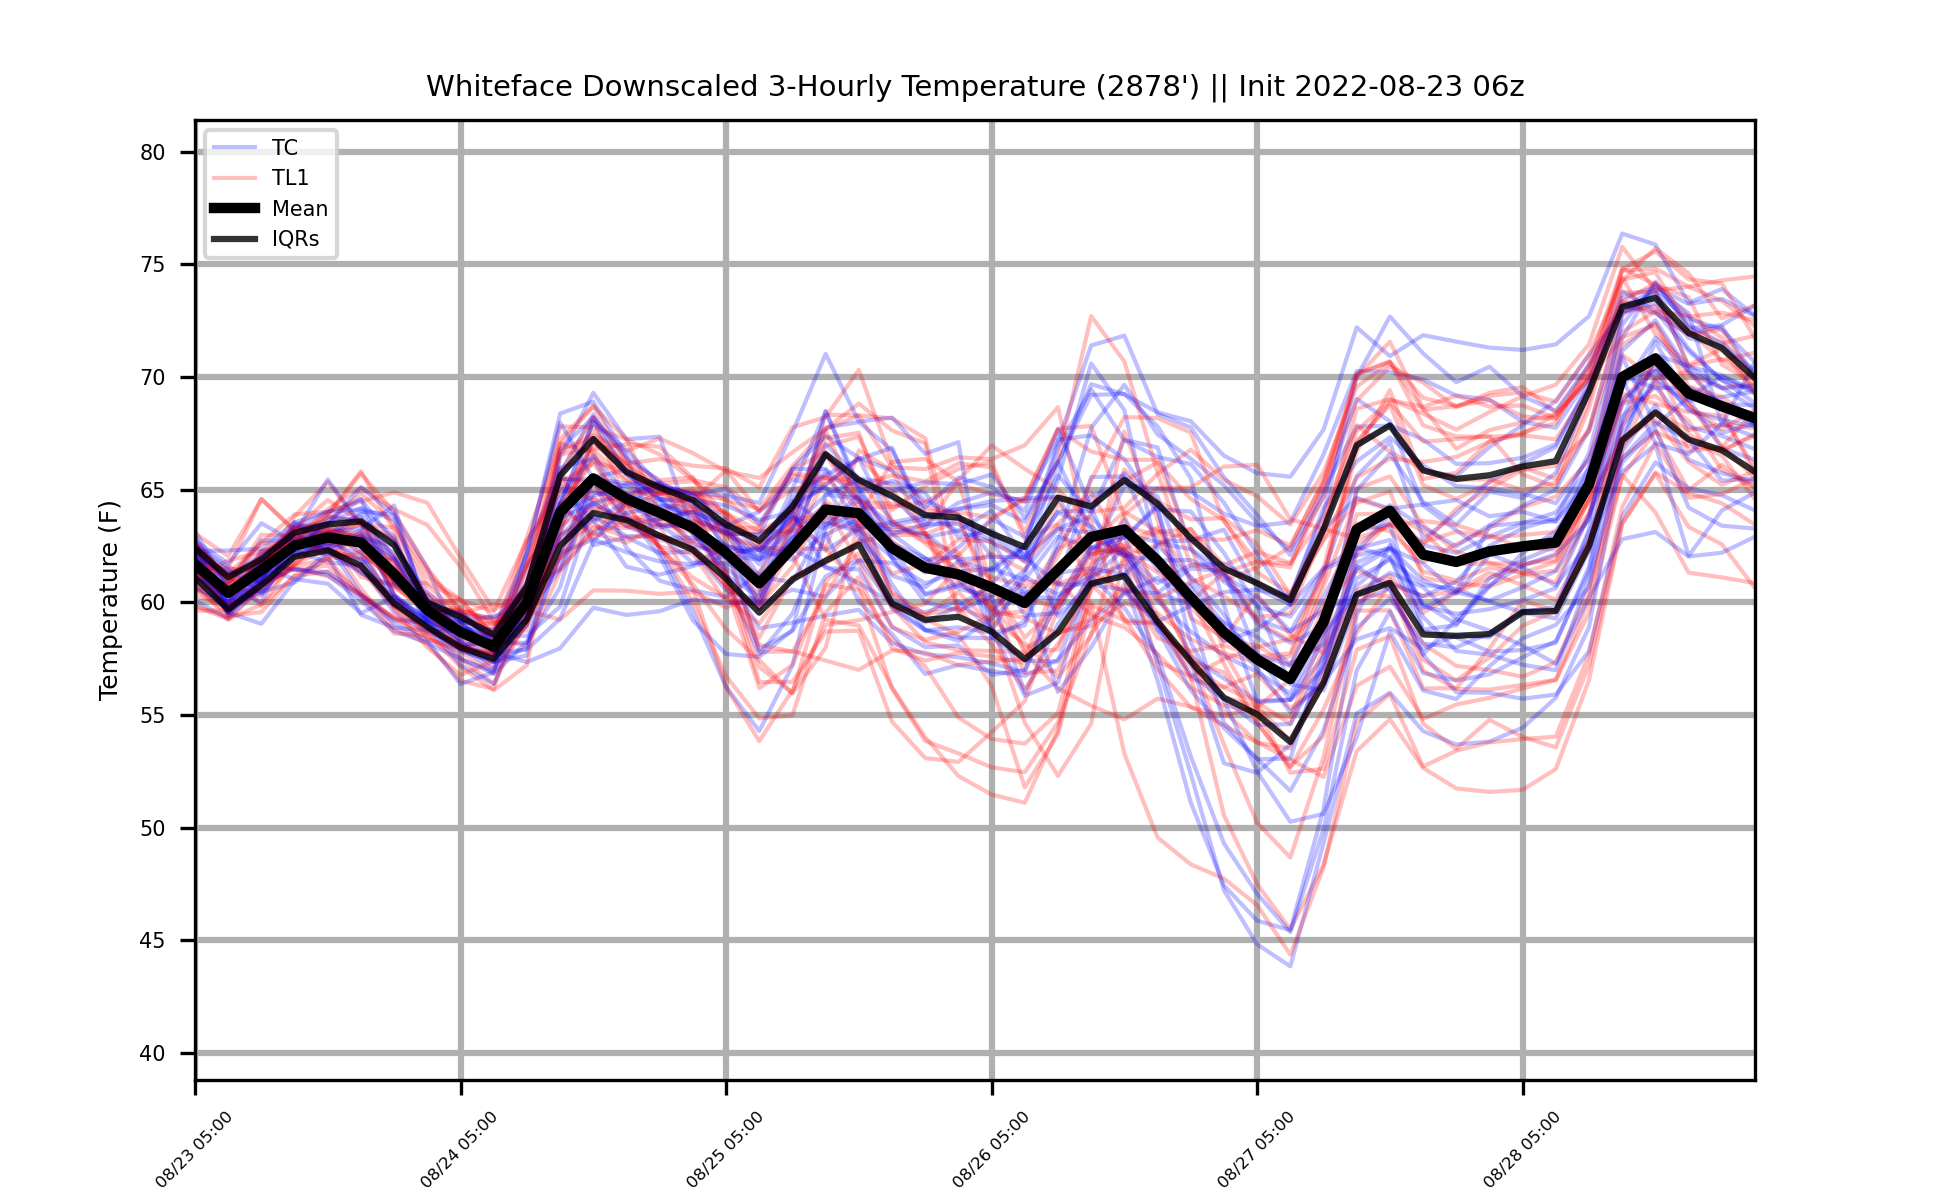 Whiteface Downscaled 3-Hourly Temperature (2878') || Init 2022-08-23 06z
TC
TL1
Mean
IQRs
Temperature (F)
80
75
70
65
60
55
50
45
40
08/23 05:00
08/24 05:00
08/25 05:00
08/26 05:00
08/27 05:00
08/28 05:00